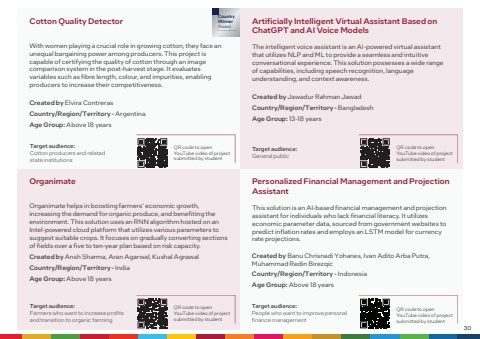 Cotton Quality Detector
Country
Winner
With women playing a crucial role in growing cotton, they face an
unequal bargaining power among producers. This project is
capable of certifying the quality of cotton through an image
comparison system in the post-harvest stage. It evaluates
variables such as fibre length, colour, and impurities, enabling
producers to increase their competitiveness.
Created by Elvira Contreras
Country/Region/Territory - Argentina
Age Group: Above 18 years
Target audience:
Cotton producers and related
state institutions
QR code to open
YouTube video of project
submitted by student
Artificially Intelligent Virtual Assistant Based on
ChatGPT and AI Voice Models
The intelligent voice assistant is an AI-powered virtual assistant
that utilizes NLP and ML to provide a seamless and intuitive
conversational experience. This solution possesses a wide range
of capabilities, including speech recognition, language
understanding, and context awareness.
Created by Jawadur Rahman Jawad
Country/Region/Territory - Bangladesh
Age Group: 13-18 years
Target audience:
General public
QR code to open
YouTube video of project
submitted by student
Organimate
Organimate helps in boosting farmers' economic growth,
increasing the demand for organic produce, and benefiting the
environment. This solution uses an RNN algorithm hosted on an
Intel-powered cloud platform that utilizes various parameters to
suggest suitable crops. It focuses on gradually converting sections
of fields over a five to ten-year plan based on risk capacity.
Created by Ansh Sharma, Aran Agarwal, Kushal Agrawal
Country/Region/Territory - India
Age Group: Above 18 years
Target audience:
Farmers who want to increase profits
and transition to organic farming
QR code to open
YouTube video of project
submitted by student
Personalized Financial Management and Projection
Assistant
This solution is an AI-based financial management and projection
assistant for individuals who lack financial literacy. It utilizes
economic parameter data, sourced from government websites to
predict inflation rates and employs an LSTM model for currency
rate projections.
Created by Banu Chrisnadi Yohanes, Ivan Adito Arba Putra,
Muhammad Redin Birezqic
Country/Region/Territory - Indonesia
Age Group: Above 18 years
Target audience:
People who want to improve personal
finance management
QR code to open
YouTube video of project
submitted by student
30